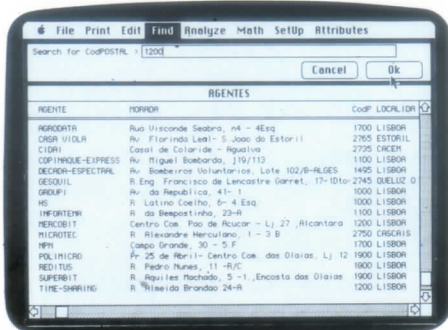 File Print Edit Find Analyze Math SetUp Attributes
Search for CodPOSTAL > 1200
Cancel Ok
AGENTES
AGENTE MORADA CodP LOCALIDA
AGRODATA Rua Visconde Seabra, n4 - 4Esq 1700 LISBOA
CASA VIOLA Av Florinda Leal- S Joao do Estoril 2765 ESTORIL
CIDAI Casal de Colaride - Agualva 2735 CACEM
COPIMAQUE-EXPRESS Av Miguel Bombarda, 119/113 1100 LISBOA
DECADA-ESPECTRAL Av Bombeiros Voluntarios, Lote 102/B-ALGES 1495 LISBOA
GESQUIL R Eng. Francisco de Lencastre Garret, 17-1Dto 2745 QUELUZ O
GROUPI Av da Republica, 41- 1 1000 LISBOA
HS R Latino Coelho, 6- 4 Esq 1000 LISBOA
IMFORTEMA R da Bempostinha, 23-A 1100 LISBOA
MERCOBIT Centro Com Pao de Acucar - Lj 27 ,Alcantara 1200 LISBOA
MICROTEC R Alexandre Herculano, 1 - 3 B 2750 CASCAIS
MPM Campo Grande, 30 - 5 F 1700 LISBOA
POLIMICRO Pr 25 de Abril- Centro Com das Olaias, Lj 12 1900 LISBOA
REDITUS R Pedro Nunes, 11 -R/C 1000 LISBOA
SUPERBIT R Aquiles Machado, 5 -1 ,Encosta das Olaias 1900 LISBOA
TIME-SHARING R Almeida Brandao 24-A 1200 LISBOA